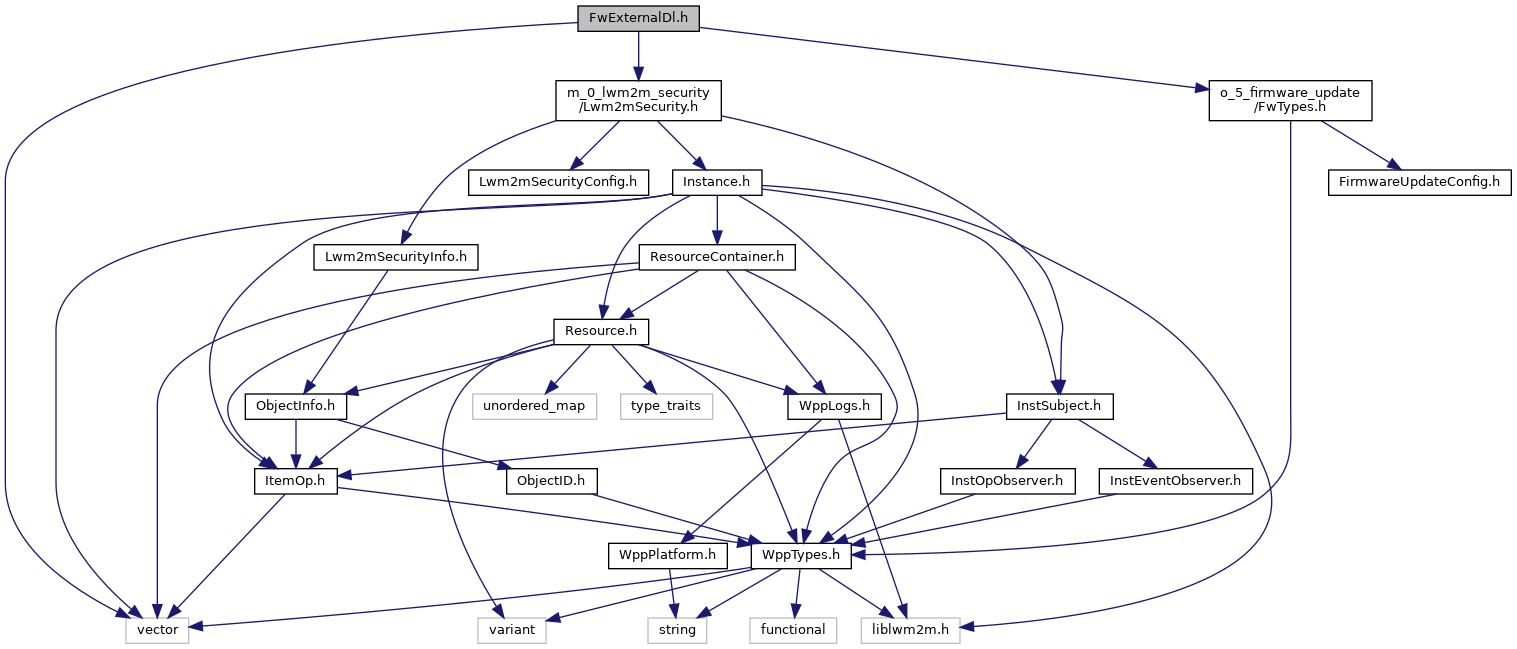 FwExternalDl.h
m_0_lwm2m_security
/Lwm2mSecurity.h
o_5_firmware_update
/FwTypes.h
Lwm2mSecurityConfig.h
Instance.h
FirmwareUpdateConfig.h
Lwm2mSecurityInfo.h
ResourceContainer.h
Resource.h
ObjectInfo.h
unordered_map
type_traits
WppLogs.h
InstSubject.h
ItemOp.h
ObjectID.h
InstOpObserver.h
InstEventObserver.h
WppPlatform.h
WppTypes.h
vector
variant
string
functional
liblwm2m.h